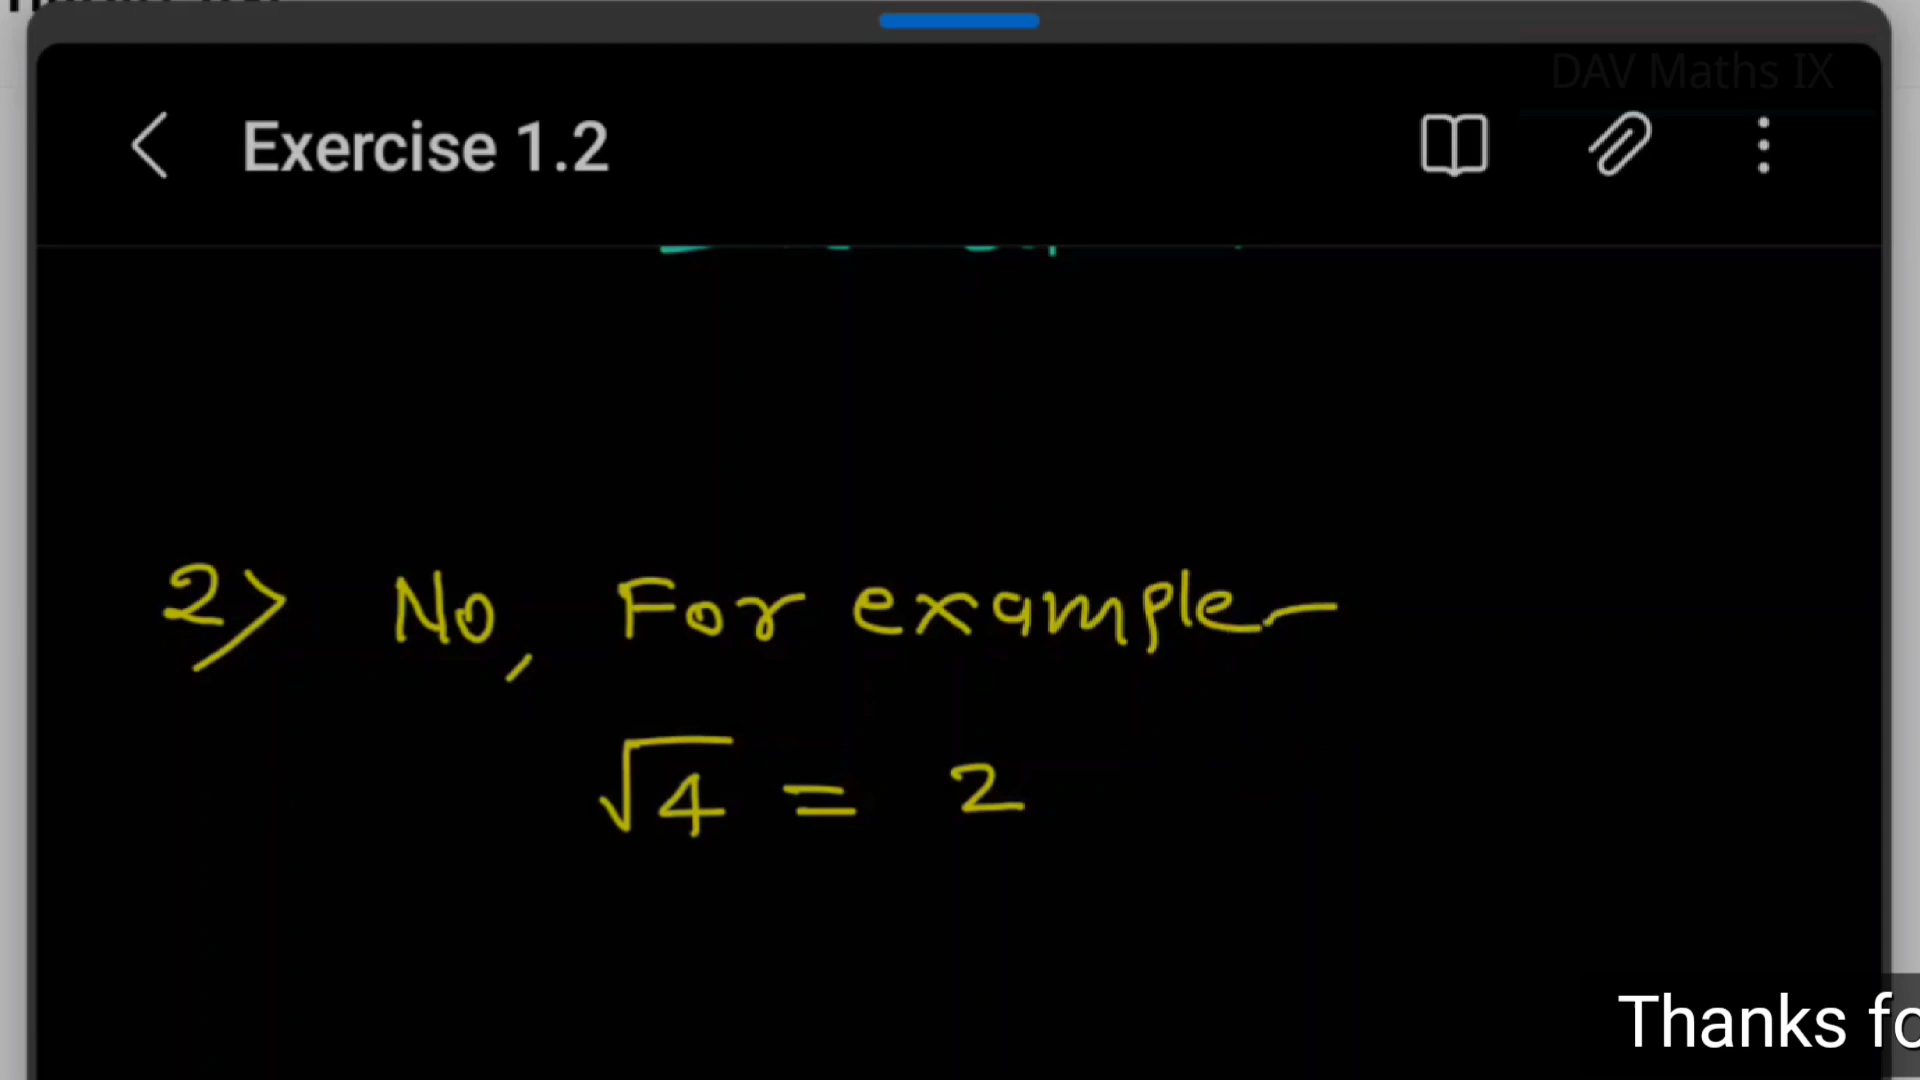 DAV Maths IX
Exercise 1.2
2> No, For example–
√4 = 2
Thanks fo